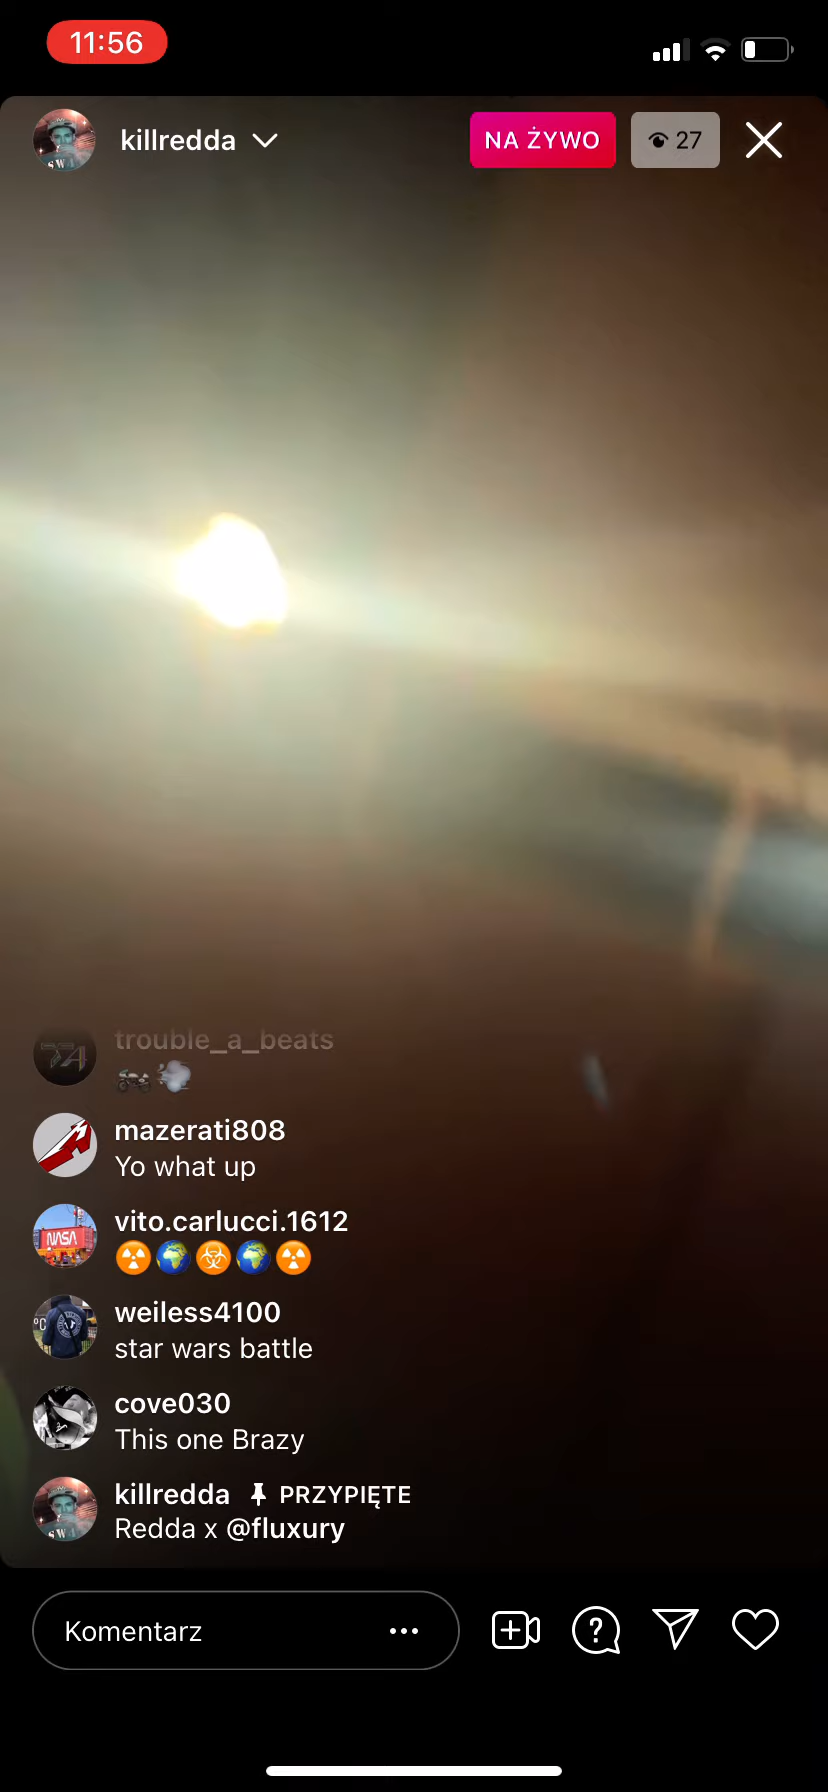 11:56
killredda
NA ŻYWO
27
trouble_a_beats
mazerati808
Yo what up
vito.carlucci.1612
NASA
weiless4100
star wars battle
cove030
This one Brazy
killredda PRZYPIĘTE
Redda x @fluxury
Komentarz